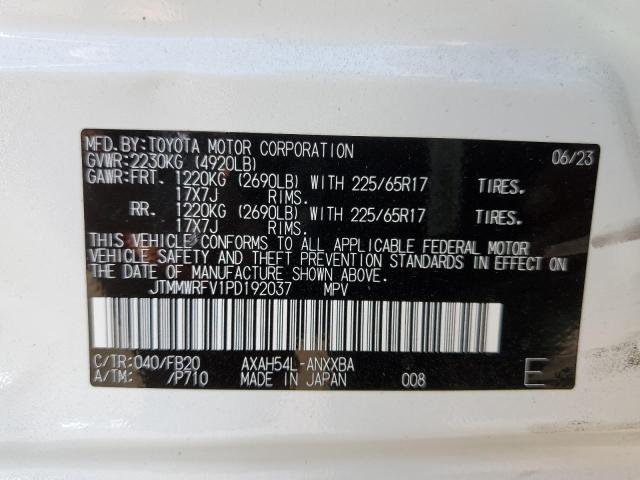 MFD.BY:TOYOTA MOTOR CORPORATION 06/23
GVWR:2230KG (4920LB)
GAWR:FRT. 1220KG (2690LB) WITH 225/65R17 TIRES.
17X7J RIMS.
RR. 1220KG (2690LB) WITH 225/65R17 TIRES.
17X7J RIMS.
THIS VEHICLE CONFORMS TO ALL APPLICABLE FEDERAL MOTOR
VEHICLE SAFETY AND THEFT PREVENTION STANDARDS IN EFFECT ON
THE DATE OF MANUFACTURE SHOWN ABOVE.
JTMMWRFV1PD192037 MPV
C/TR:040/FB20 AXAH54L-ANXXBA
A/TM: /P710 MADE IN JAPAN 008 E